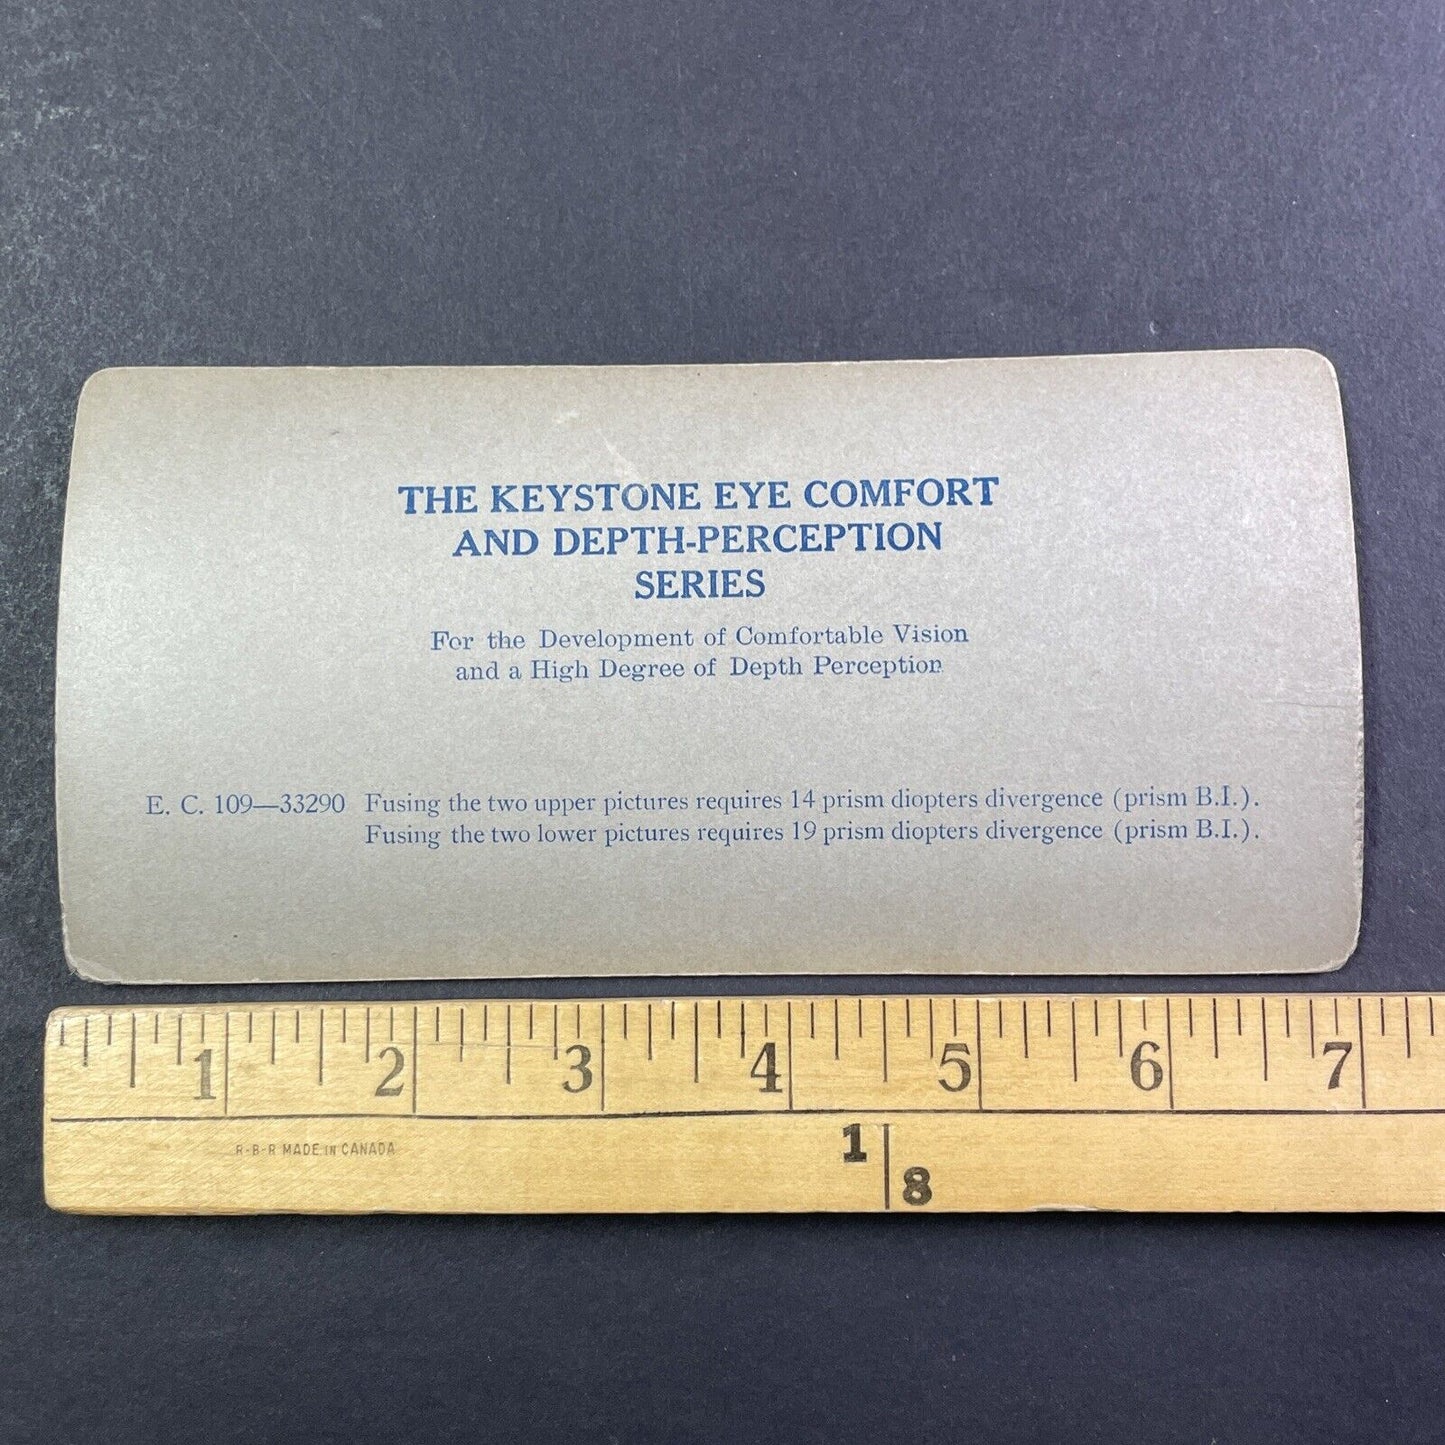 THE KEYSTONE EYE COMFORT
AND DEPTH-PERCEPTION
SERIES
For the Development of Comfortable Vision
and a High Degree of Depth Perception
E. C. 109—33290 Fusing the two upper pictures requires 14 prism diopters divergence (prism B.I.).
Fusing the two lower pictures requires 19 prism diopters divergence (prism B.I.).
1 2 3 4 5 6 7
R-B-R MADE IN CANADA
1
8